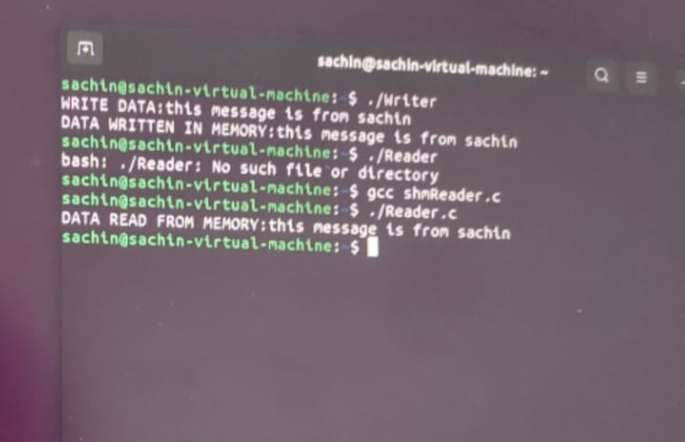 sachin@sachin-virtual-machine: ~
sachin@sachin-virtual-machine:~$ ./Writer
WRITE DATA:this message is from sachin
DATA WRITTEN IN MEMORY:this message is from sachin
sachin@sachin-virtual-machine:~$ ./Reader
bash: ./Reader: No such file or directory
sachin@sachin-virtual-machine:~$ gcc shmReader.c
sachin@sachin-virtual-machine:~$ ./Reader.c
DATA READ FROM MEMORY:this message is from sachin
sachin@sachin-virtual-machine:~$